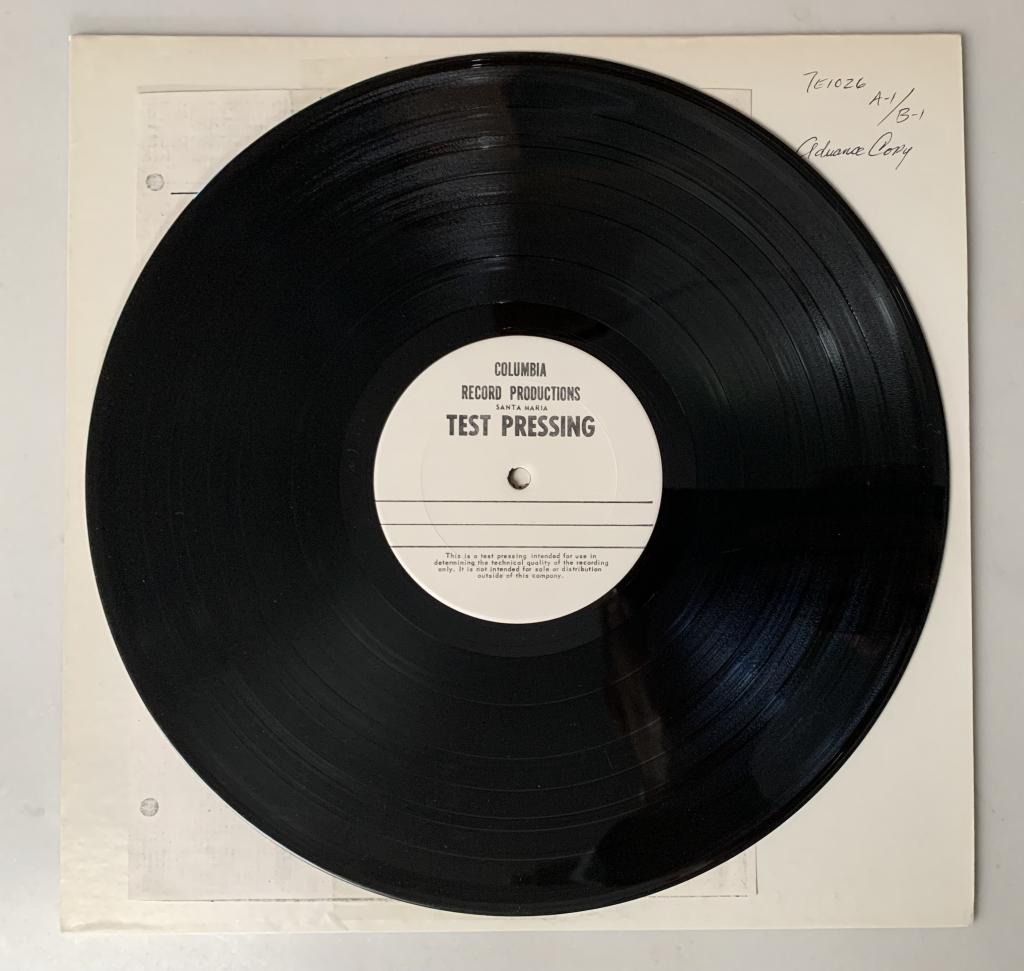 7E1026
A-1/
B-1
Advance Copy
COLUMBIA
RECORD PRODUCTIONS
SANTA MARIA
TEST PRESSING
This is a test pressing intended for use in
determining the technical quality of the recording
only. It is not intended for sale or distribution
outside of this company.